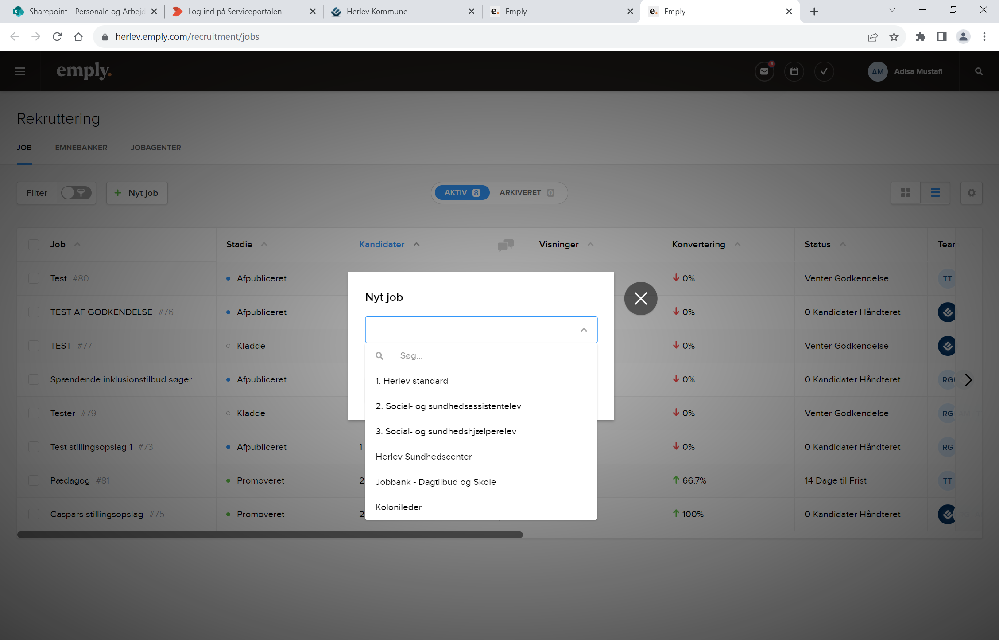 Sharepoint - Personale og Arbejd
Log ind på Serviceportalen
Herlev Kommune
e. Emply
e. Emply
herlev.emply.com/recruitment/jobs
emply.
6
AM Adisa Mustafi
Rekruttering
JOB EMNEBANKER JOBAGENTER
Filter + Nyt job AKTIV 8 ARKIVERET 0
Job Stadie Kandidater Visninger Konvertering Status Team
Test #80 Afpubliceret 0% Venter Godkendelse TT
TEST AF GODKENDELSE #76 Afpubliceret 0% 0 Kandidater Håndteret
TEST #77 Kladde 0% Venter Godkendelse
Spændende inklusionstilbud søger ... Afpubliceret 0% 0 Kandidater Håndteret RG
Tester #79 Kladde 0% Venter Godkendelse RG
Test stillingsopslag 1 #73 Afpubliceret 1 0% 0 Kandidater Håndteret RG
Pædagog #81 Promoveret 2 66.7% 14 Dage til Frist TT
Caspars stillingsopslag #75 Promoveret 2 100% 0 Kandidater Håndteret
Nyt job
Søg...
1. Herlev standard
2. Social- og sundhedsassistentelev
3. Social- og sundhedshjælperelev
Herlev Sundhedscenter
Jobbank - Dagtilbud og Skole
Kolonileder